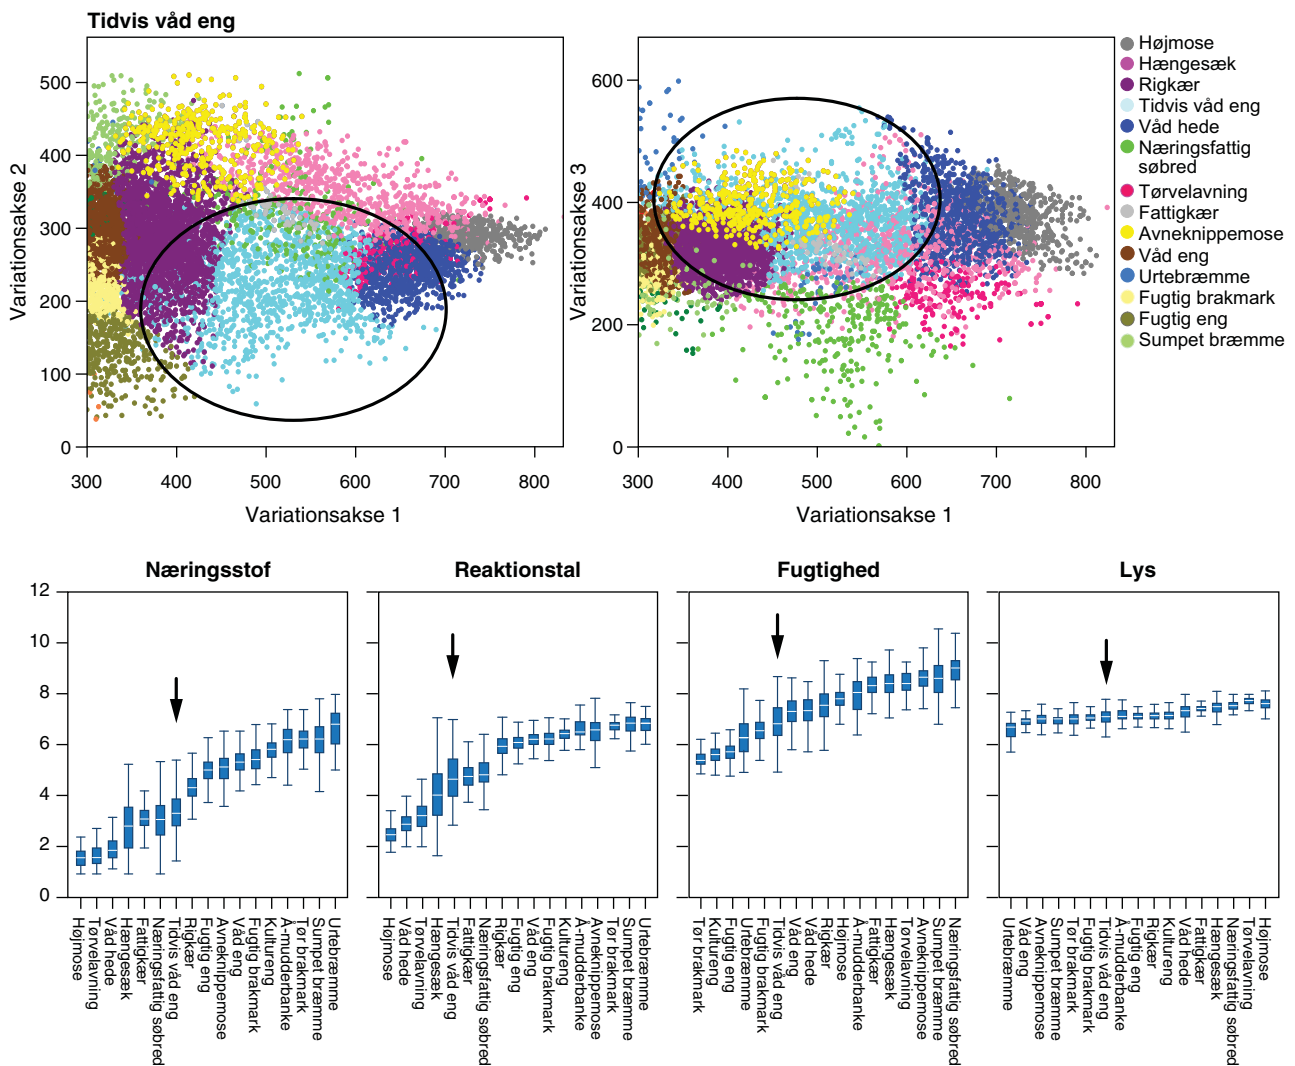 Tidvis våd eng
Variationsakse 2
500
400
300
200
100
0
300 400 500 600 700 800
Variationsakse 1
Variationsakse 3
600
400
200
0
300 400 500 600 700 800
Variationsakse 1
Højmose
Hængesæk
Rigkær
Tidvis våd eng
Våd hede
Næringsfattig
søbred
Tørvelavning
Fattigkær
Avneknippemose
Våd eng
Urtebræmme
Fugtig brakmark
Fugtig eng
Sumpet bræmme
Næringsstof
12
10
8
6
4
2
0
Højmose
Tørvelavning
Våd hede
Hængesæk
Fattigkær
Næringsfattig søbred
Tidvis våd eng
Rigkær
Fugtig eng
Avneknippemose
Våd eng
Fugtig brakmark
Kultureng
Å-mudderbanke
Tør brakmark
Sumpet bræmme
Urtebræmme
Reaktionstal
Højmose
Våd hede
Tørvelavning
Hængesæk
Tidvis våd eng
Fattigkær
Næringsfattig søbred
Rigkær
Fugtig eng
Våd eng
Fugtig brakmark
Kultureng
Å-mudderbanke
Avneknippemose
Tør brakmark
Sumpet bræmme
Urtebræmme
Fugtighed
Tør brakmark
Kultureng
Fugtig eng
Urtebræmme
Fugtig brakmark
Tidvis våd eng
Våd eng
Våd hede
Rigkær
Højmose
Å-mudderbanke
Fattigkær
Hængesæk
Tørvelavning
Avneknippemose
Sumpet bræmme
Næringsfattig søbred
Lys
Urtebræmme
Våd eng
Avneknippemose
Sumpet bræmme
Tør brakmark
Fugtig brakmark
Tidvis våd eng
Å-mudderbanke
Fugtig eng
Rigkær
Kultureng
Våd hede
Fattigkær
Hængesæk
Næringsfattig søbred
Tørvelavning
Højmose